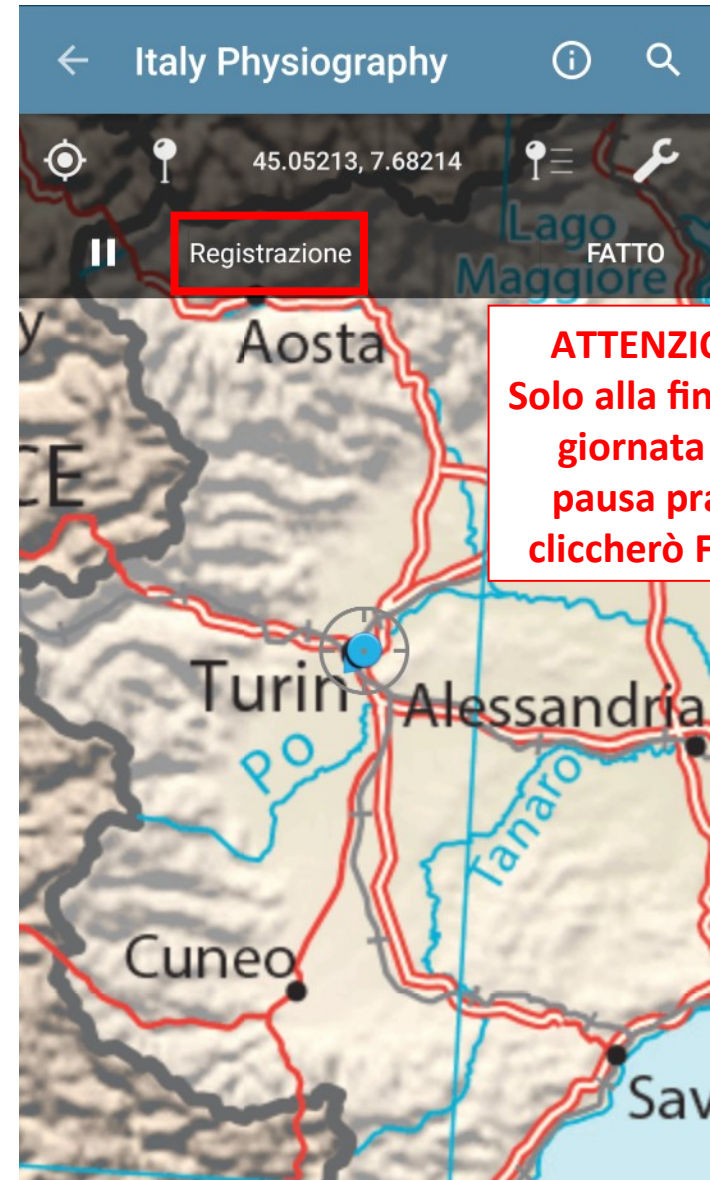 Italy Physiography
45.05213, 7.68214
Registrazione
FATTO
Lago
Maggiore
Aosta
ATTENZIO
Solo alla fin
giornata
pausa pra
cliccherò F
CE
Turin
Alessandria
Po
Tanaro
Cuneo
Sav